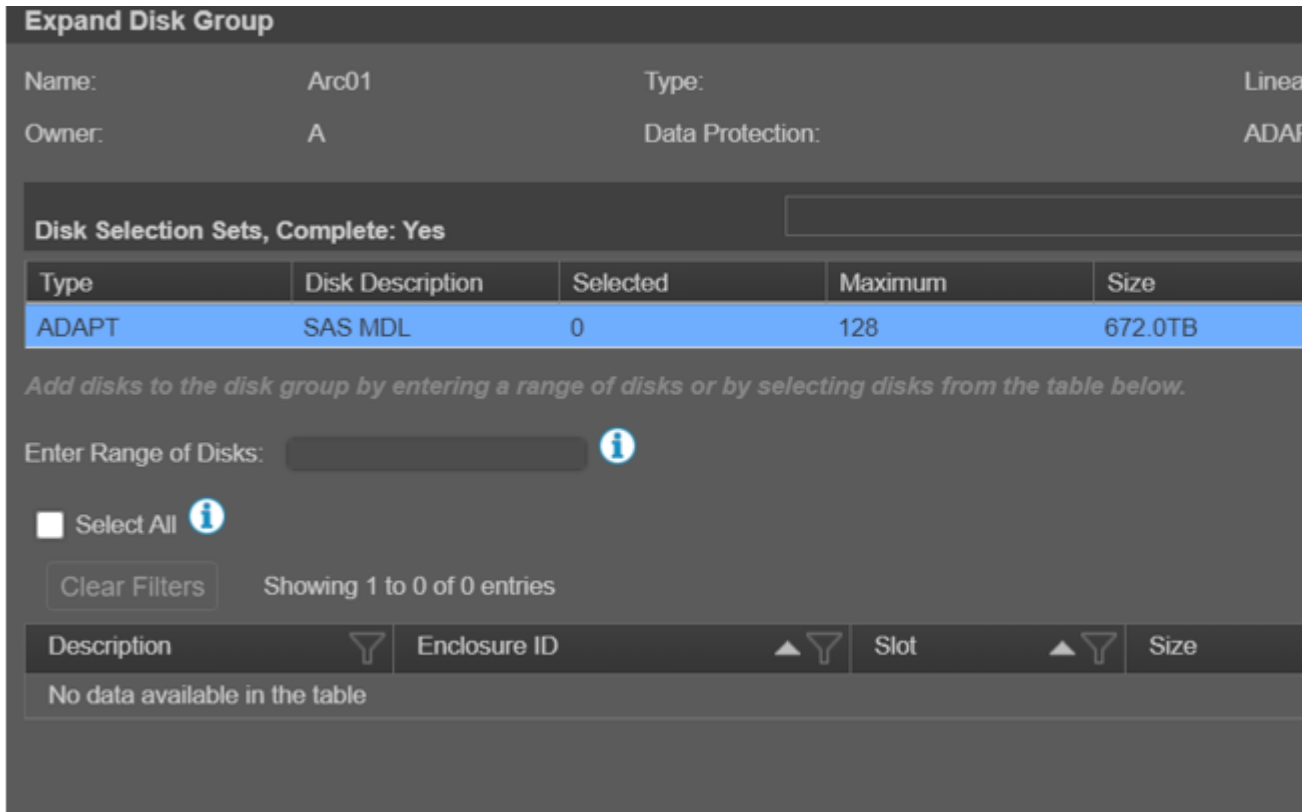 Expand Disk Group
Name: Arc01 Type: Linea
Owner: A Data Protection: ADAP
Disk Selection Sets, Complete: Yes
Type Disk Description Selected Maximum Size
ADAPT SAS MDL 0 128 672.0TB
Add disks to the disk group by entering a range of disks or by selecting disks from the table below.
Enter Range of Disks:
Select All
Clear Filters Showing 1 to 0 of 0 entries
Description Enclosure ID Slot Size
No data available in the table